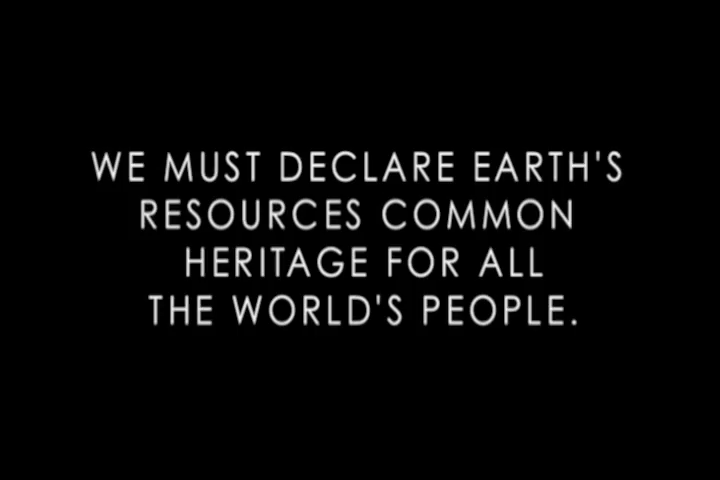 WE MUST DECLARE EARTH'S
RESOURCES COMMON
HERITAGE FOR ALL
THE WORLD'S PEOPLE.